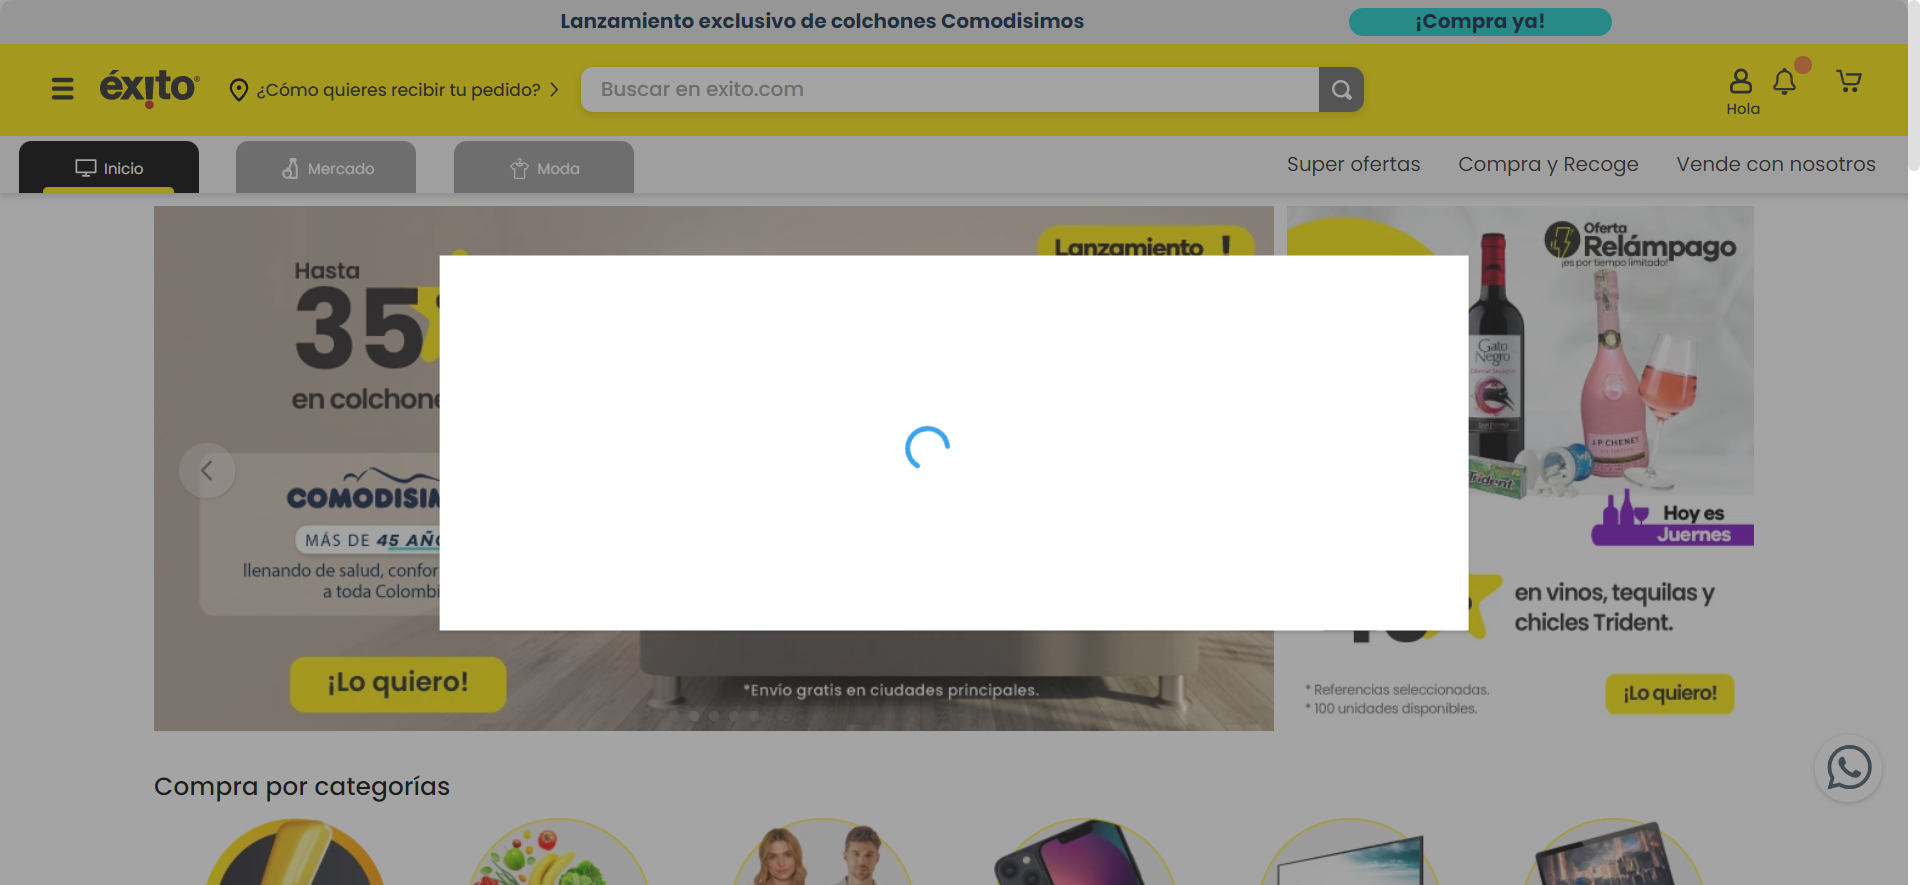 Lanzamiento exclusivo de colchones Comodisimos
¡Compra ya!
éxito
¿Cómo quieres recibir tu pedido?
Buscar en exito.com
Hola
Inicio
Mercado
Moda
Super ofertas
Compra y Recoge
Vende con nosotros
Hasta
35
en colchone
Lanzamiento !
COMODISIM
MÁS DE 45 AÑO
llenando de salud, confor
a toda Colombi
¡Lo quiero!
*Envío gratis en ciudades principales.
Oferta
Relámpago
¡es por tiempo limitado!
Gato
Negro
J.P. CHENET
Trident
Hoy es
Juernes
en vinos, tequilas y
chicles Trident.
* Referencias seleccionadas.
* 100 unidades disponibles.
¡Lo quiero!
Compra por categorías